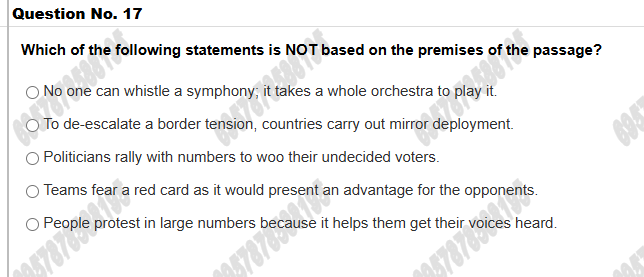 Question No. 17
Which of the following statements is NOT based on the premises of the passage?
No one can whistle a symphony; it takes a whole orchestra to play it.
To de-escalate a border tension, countries carry out mirror deployment.
Politicians rally with numbers to woo their undecided voters.
Teams fear a red card as it would present an advantage for the opponents.
People protest in large numbers because it helps them get their voices heard.